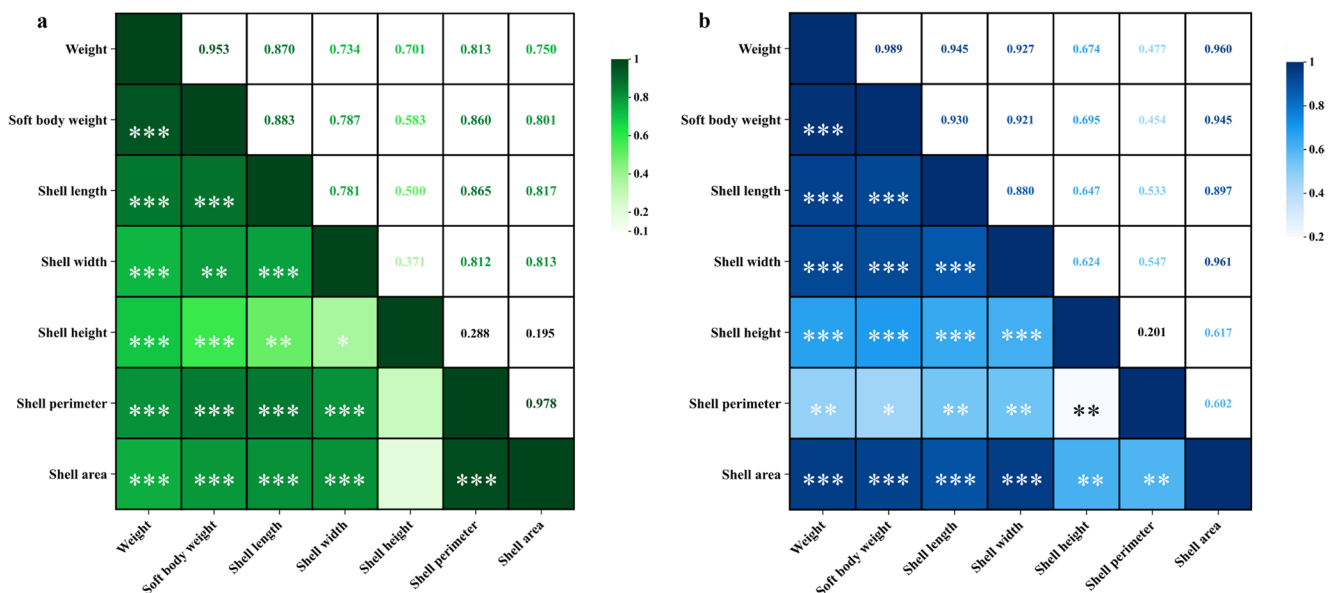 a
Weight 0.953 0.870 0.734 0.701 0.813 0.750
Soft body weight *** 0.883 0.787 0.583 0.860 0.801
Shell length *** *** 0.781 0.500 0.865 0.817
Shell width *** ** *** 0.371 0.812 0.813
Shell height *** *** ** * 0.288 0.195
Shell perimeter *** *** *** *** 0.978
Shell area *** *** *** *** ***
Weight
Soft body weight
Shell length
Shell width
Shell height
Shell perimeter
Shell area
1
0.8
0.6
0.4
0.2
0.1
b
Weight 0.989 0.945 0.927 0.674 0.477 0.960
Soft body weight *** 0.930 0.921 0.695 0.454 0.945
Shell length *** *** 0.880 0.647 0.533 0.897
Shell width *** *** *** 0.624 0.547 0.961
Shell height *** *** *** *** 0.201 0.617
Shell perimeter ** * ** ** ** 0.602
Shell area *** *** *** *** ** **
Weight
Soft body weight
Shell length
Shell width
Shell height
Shell perimeter
Shell area
1
0.8
0.6
0.4
0.2